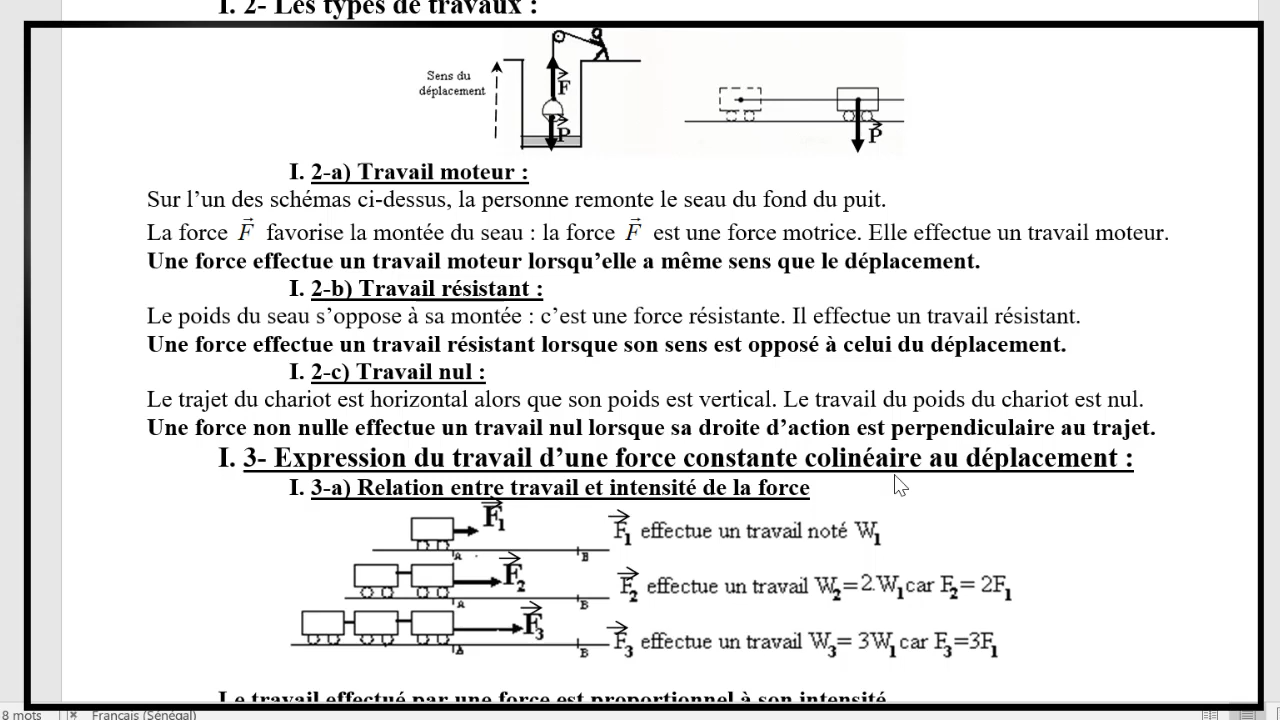 I. 2- Les types de travaux :
Sens du
déplacement
F
P
P
I. 2-a) Travail moteur :
Sur l’un des schémas ci-dessus, la personne remonte le seau du fond du puit.
La force F favorise la montée du seau : la force F est une force motrice. Elle effectue un travail moteur.
Une force effectue un travail moteur lorsqu’elle a même sens que le déplacement.
I. 2-b) Travail résistant :
Le poids du seau s’oppose à sa montée : c’est une force résistante. Il effectue un travail résistant.
Une force effectue un travail résistant lorsque son sens est opposé à celui du déplacement.
I. 2-c) Travail nul :
Le trajet du chariot est horizontal alors que son poids est vertical. Le travail du poids du chariot est nul.
Une force non nulle effectue un travail nul lorsque sa droite d’action est perpendiculaire au trajet.
I. 3- Expression du travail d’une force constante colinéaire au déplacement :
I. 3-a) Relation entre travail et intensité de la force
F₁ A B F₁ effectue un travail noté W₁
F₂ A B F₂ effectue un travail W₂=2.W₁ car F₂= 2F₁
F₃ A B F₃ effectue un travail W₃= 3W₁ car F₃=3F₁
Le travail effectué par une force est proportionnel à son intensité
8 mots Français (Sénégal)